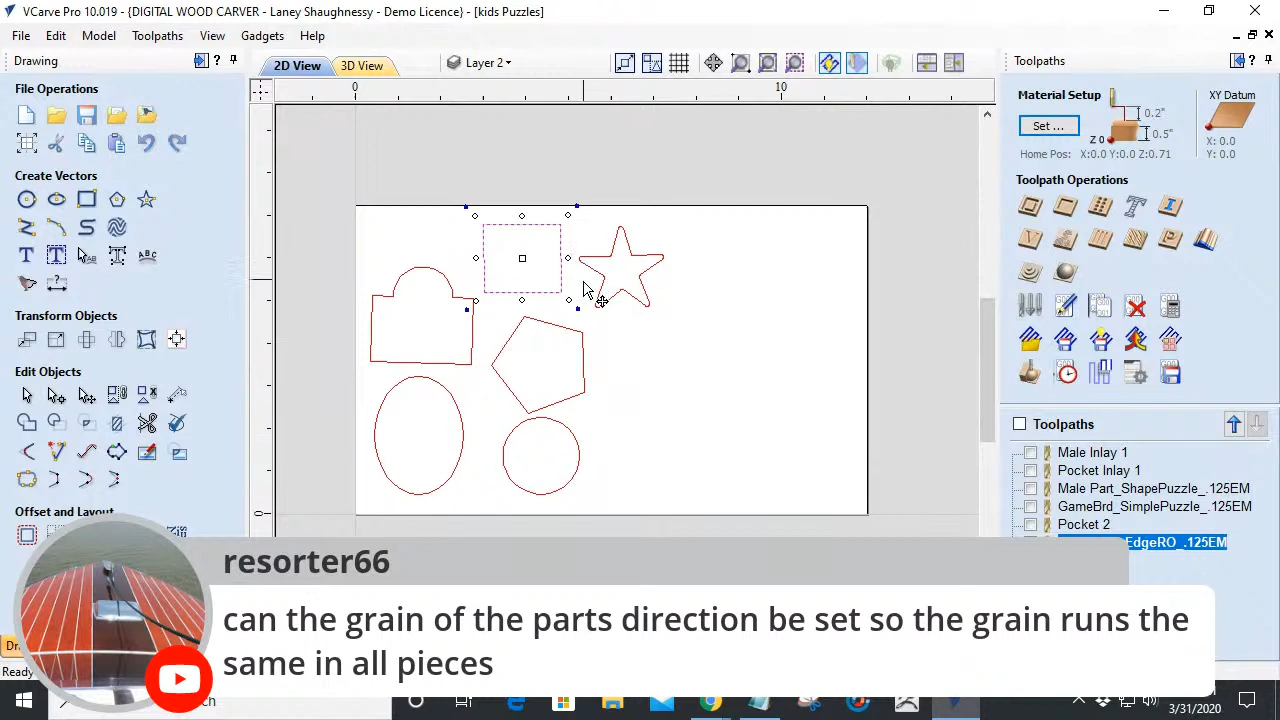 VCarve Pro 10.019 - {DIGITAL WOOD CARVER - Laney Shaughnessy - Demo Licence} - [kids Puzzles]
File Edit Model Toolpaths View Gadgets Help
Drawing
2D View
3D View
Layer 2
Toolpaths
File Operations
0
10
Material Setup
XY Datum
Set ...
0.2"
0.5"
Z 0
X: 0.0
Y: 0.0
Home Pos: X:0.0 Y:0.0 Z:0.71
Create Vectors
Toolpath Operations
Transform Objects
Edit Objects
Toolpaths
Male Inlay 1
Pocket Inlay 1
Male Part_ShapePuzzle_.125EM
GameBrd_SimplePuzzle_.125EM
Pocket 2
EdgeRO_.125EM
Offset and Layout
0
resorter66
can the grain of the parts direction be set so the grain runs the
same in all pieces
Ready
3/31/2020